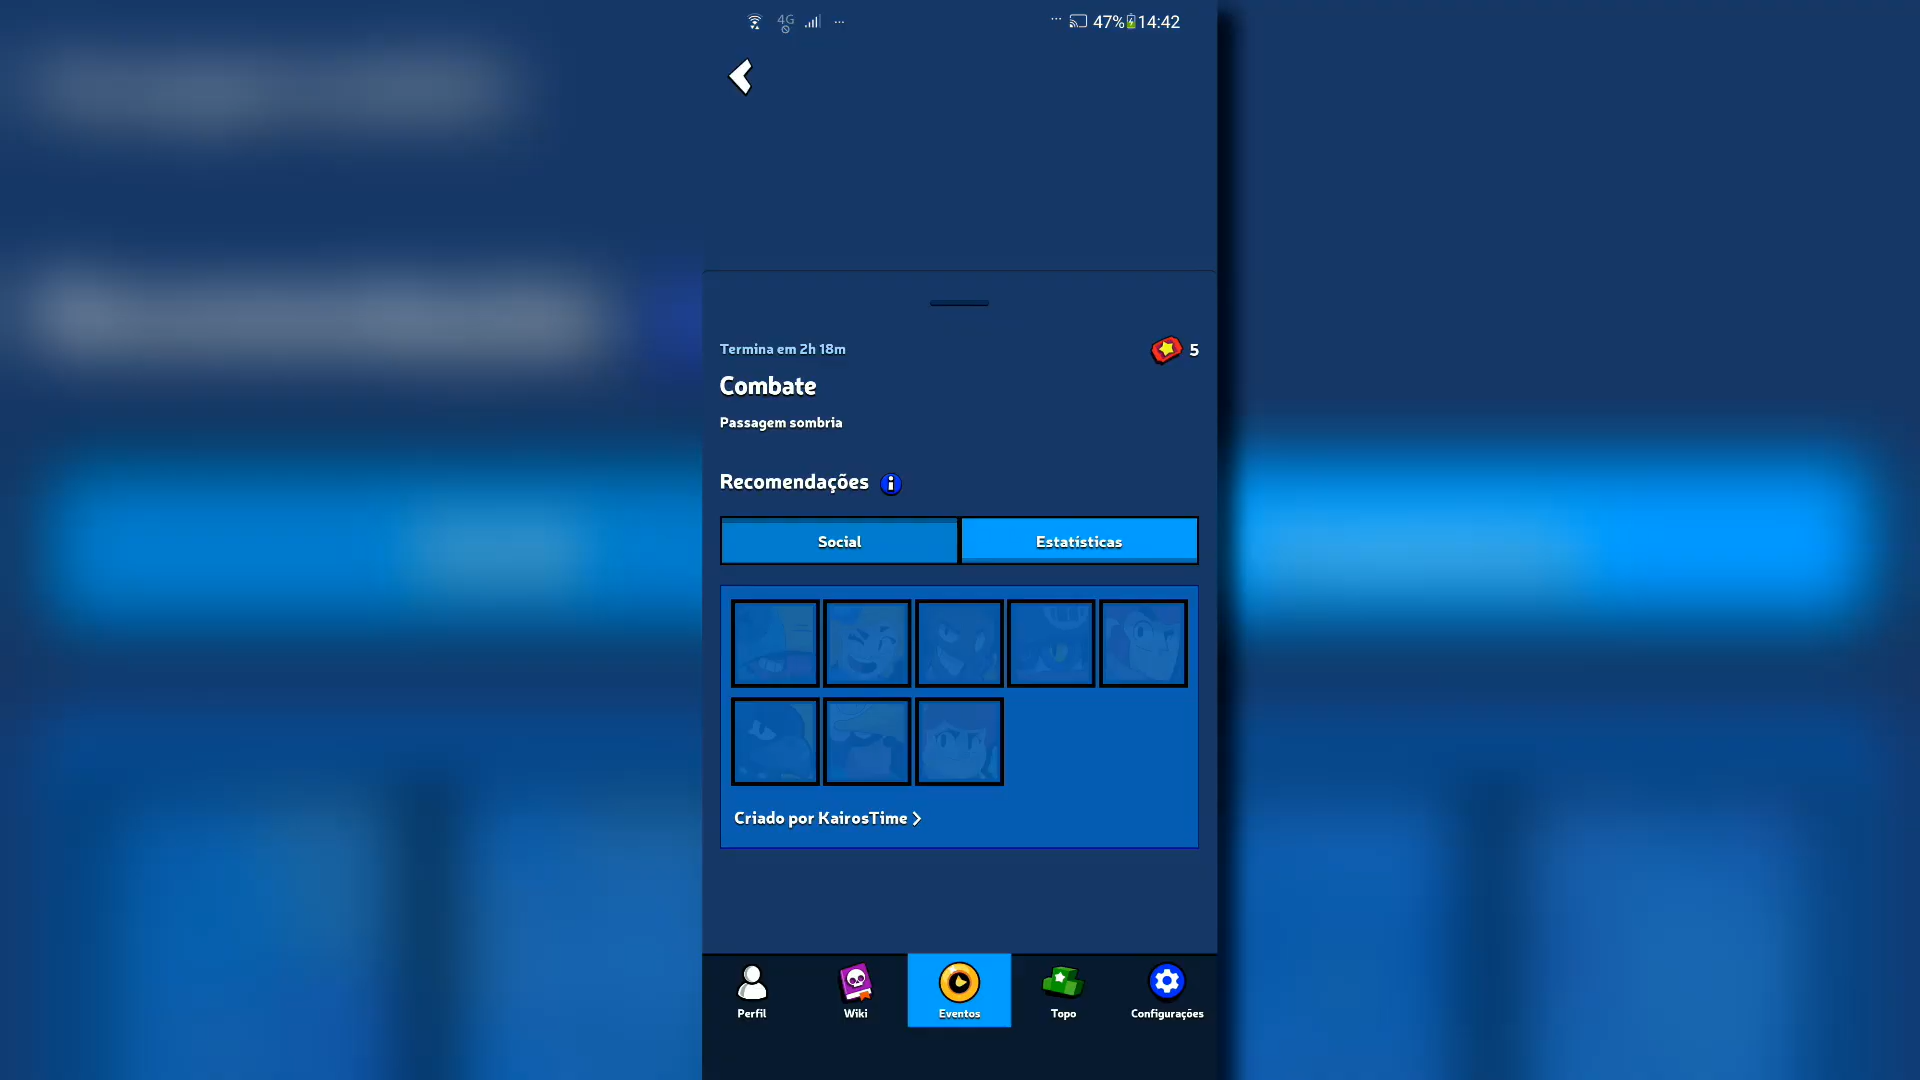 4G
47% 14:42
Termina em 2h 18m
5
Combate
Passagem sombria
Recomendações
Social
Estatísticas
Criado por KairosTime
Perfil
Wiki
Eventos
Topo
Configurações